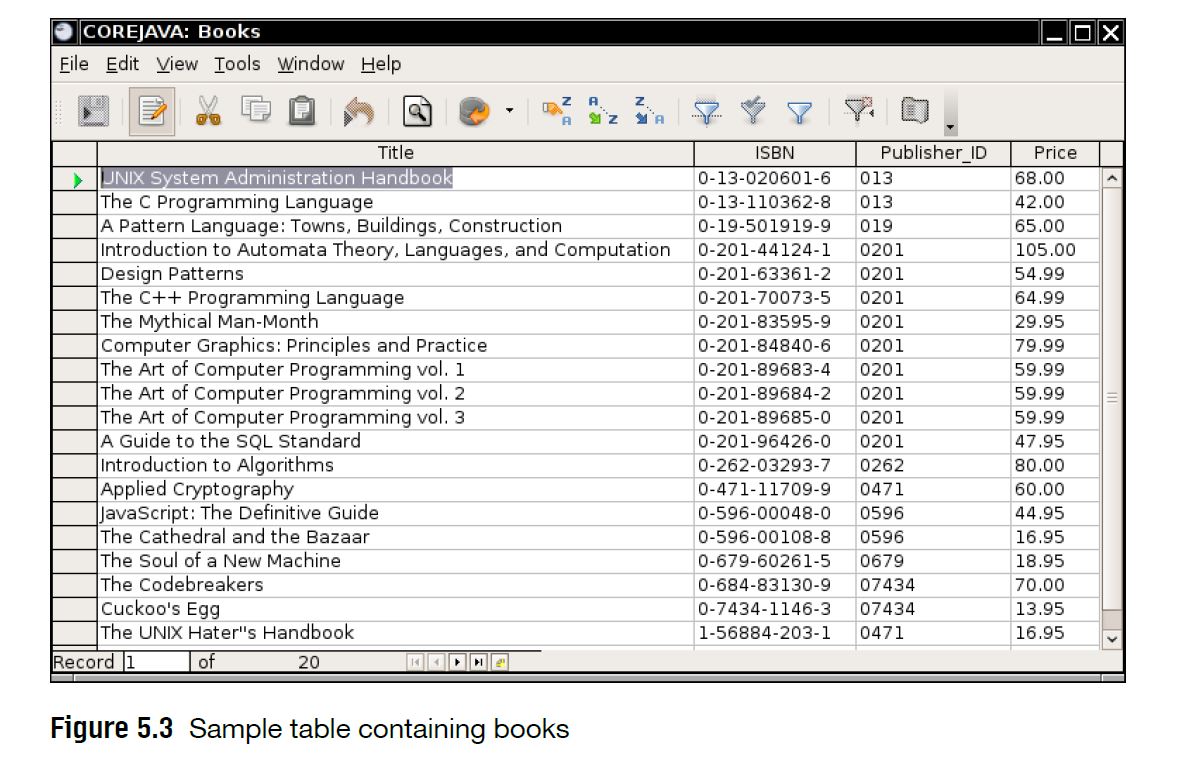 COREJAVA: Books
File Edit View Tools Window Help
Title ISBN Publisher_ID Price
UNIX System Administration Handbook 0-13-020601-6 013 68.00
The C Programming Language 0-13-110362-8 013 42.00
A Pattern Language: Towns, Buildings, Construction 0-19-501919-9 019 65.00
Introduction to Automata Theory, Languages, and Computation 0-201-44124-1 0201 105.00
Design Patterns 0-201-63361-2 0201 54.99
The C++ Programming Language 0-201-70073-5 0201 64.99
The Mythical Man-Month 0-201-83595-9 0201 29.95
Computer Graphics: Principles and Practice 0-201-84840-6 0201 79.99
The Art of Computer Programming vol. 1 0-201-89683-4 0201 59.99
The Art of Computer Programming vol. 2 0-201-89684-2 0201 59.99
The Art of Computer Programming vol. 3 0-201-89685-0 0201 59.99
A Guide to the SQL Standard 0-201-96426-0 0201 47.95
Introduction to Algorithms 0-262-03293-7 0262 80.00
Applied Cryptography 0-471-11709-9 0471 60.00
JavaScript: The Definitive Guide 0-596-00048-0 0596 44.95
The Cathedral and the Bazaar 0-596-00108-8 0596 16.95
The Soul of a New Machine 0-679-60261-5 0679 18.95
The Codebreakers 0-684-83130-9 07434 70.00
Cuckoo's Egg 0-7434-1146-3 07434 13.95
The UNIX Hater''s Handbook 1-56884-203-1 0471 16.95
Record 1 of 20
Figure 5.3 Sample table containing books